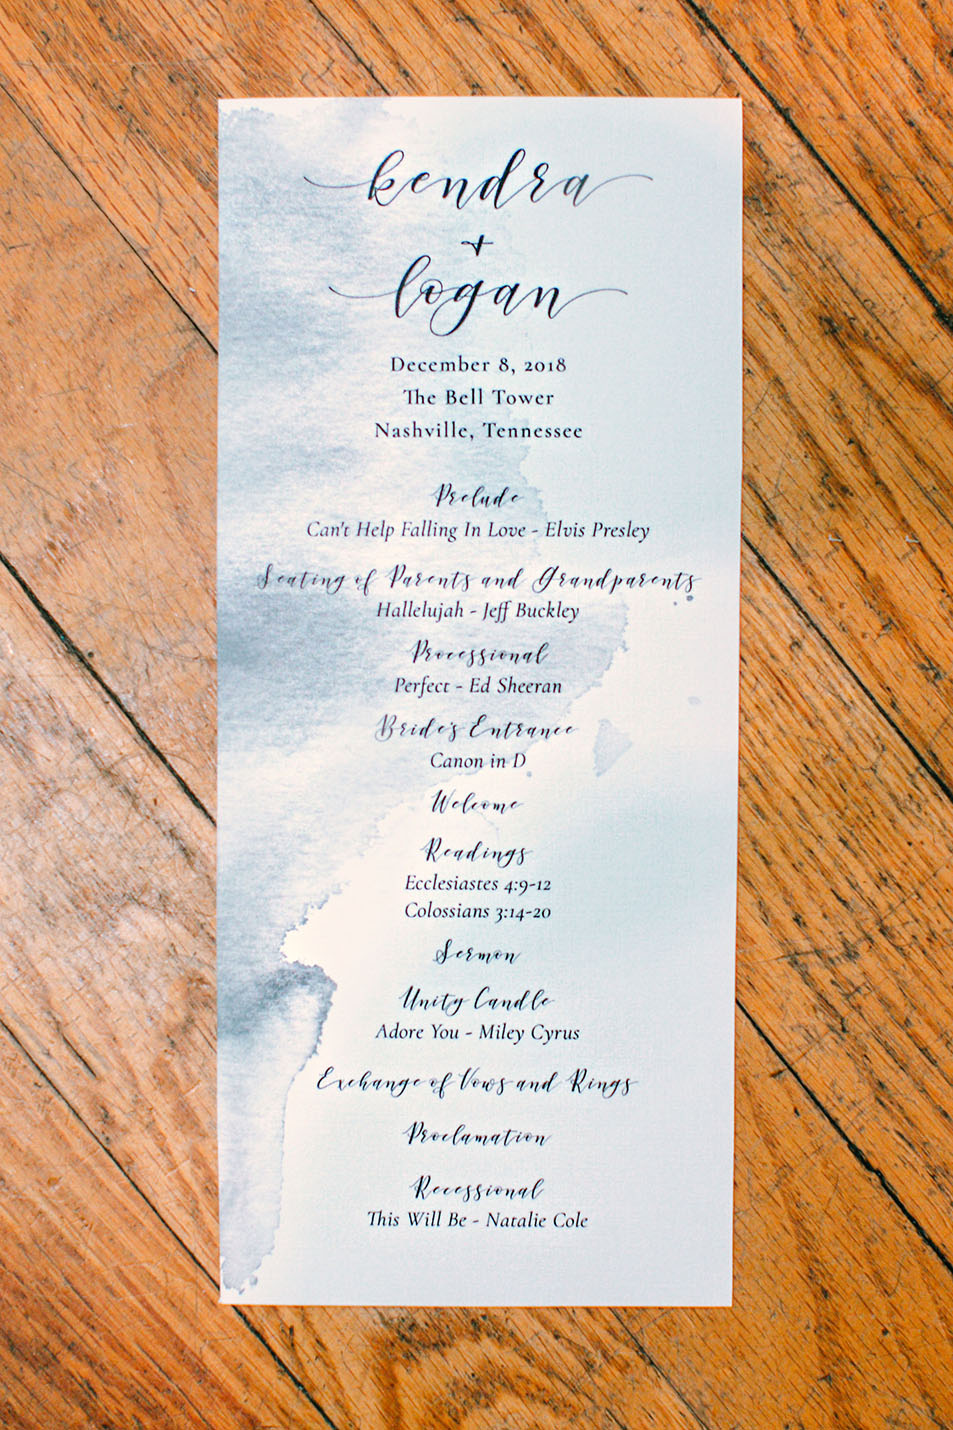 kendra
+
logan
December 8, 2018
The Bell Tower
Nashville, Tennessee
Prelude
Can't Help Falling In Love - Elvis Presley
Seating of Parents and Grandparents
Hallelujah - Jeff Buckley
Processional
Perfect - Ed Sheeran
Bride's Entrance
Canon in D
Welcome
Readings
Ecclesiastes 4:9-12
Colossians 3:14-20
Sermon
Unity Candle
Adore You - Miley Cyrus
Exchange of Vows and Rings
Proclamation
Recessional
This Will Be - Natalie Cole